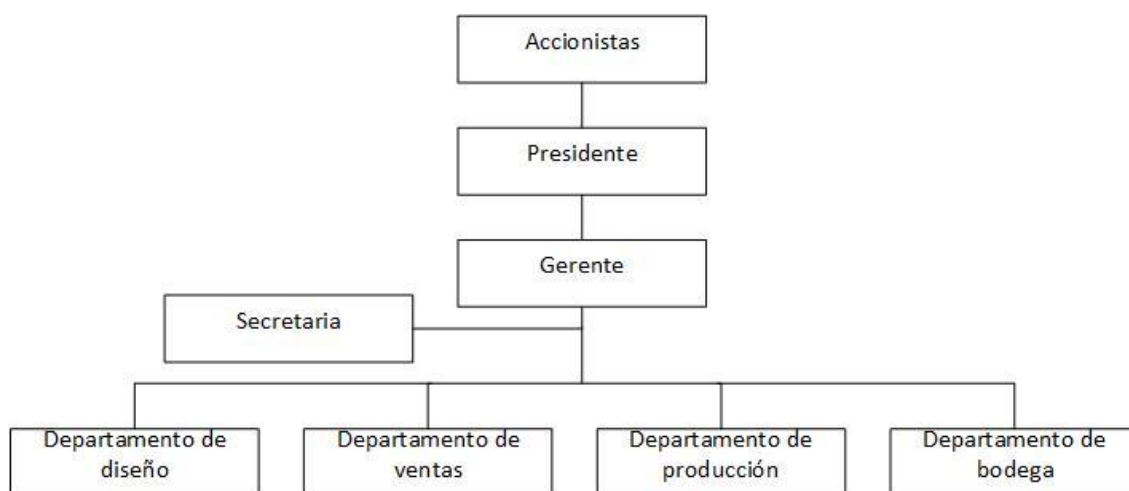 Accionistas
Presidente
Gerente
Secretaria
Departamento de
diseño
Departamento de
ventas
Departamento de
producción
Departamento de
bodega